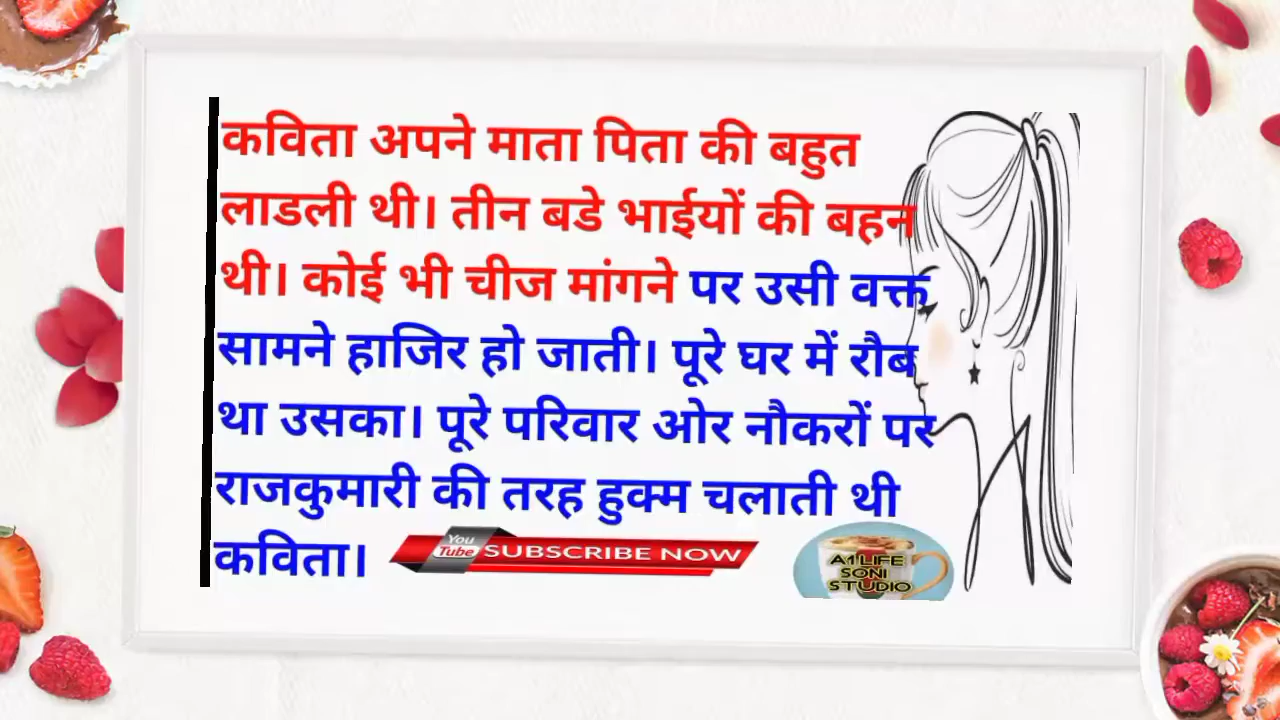 कविता अपने माता पिता की बहुत
लाडली थी। तीन बडे भाईयों की बहन
थी। कोई भी चीज मांगने पर उसी वक्त
सामने हाजिर हो जाती। पूरे घर में रौब
था उसका। पूरे परिवार ओर नौकरों पर
राजकुमारी की तरह हुक्म चलाती थी
कविता।
You
Tube
SUBSCRIBE NOW
A1 LIFE
SONI
STUDIO